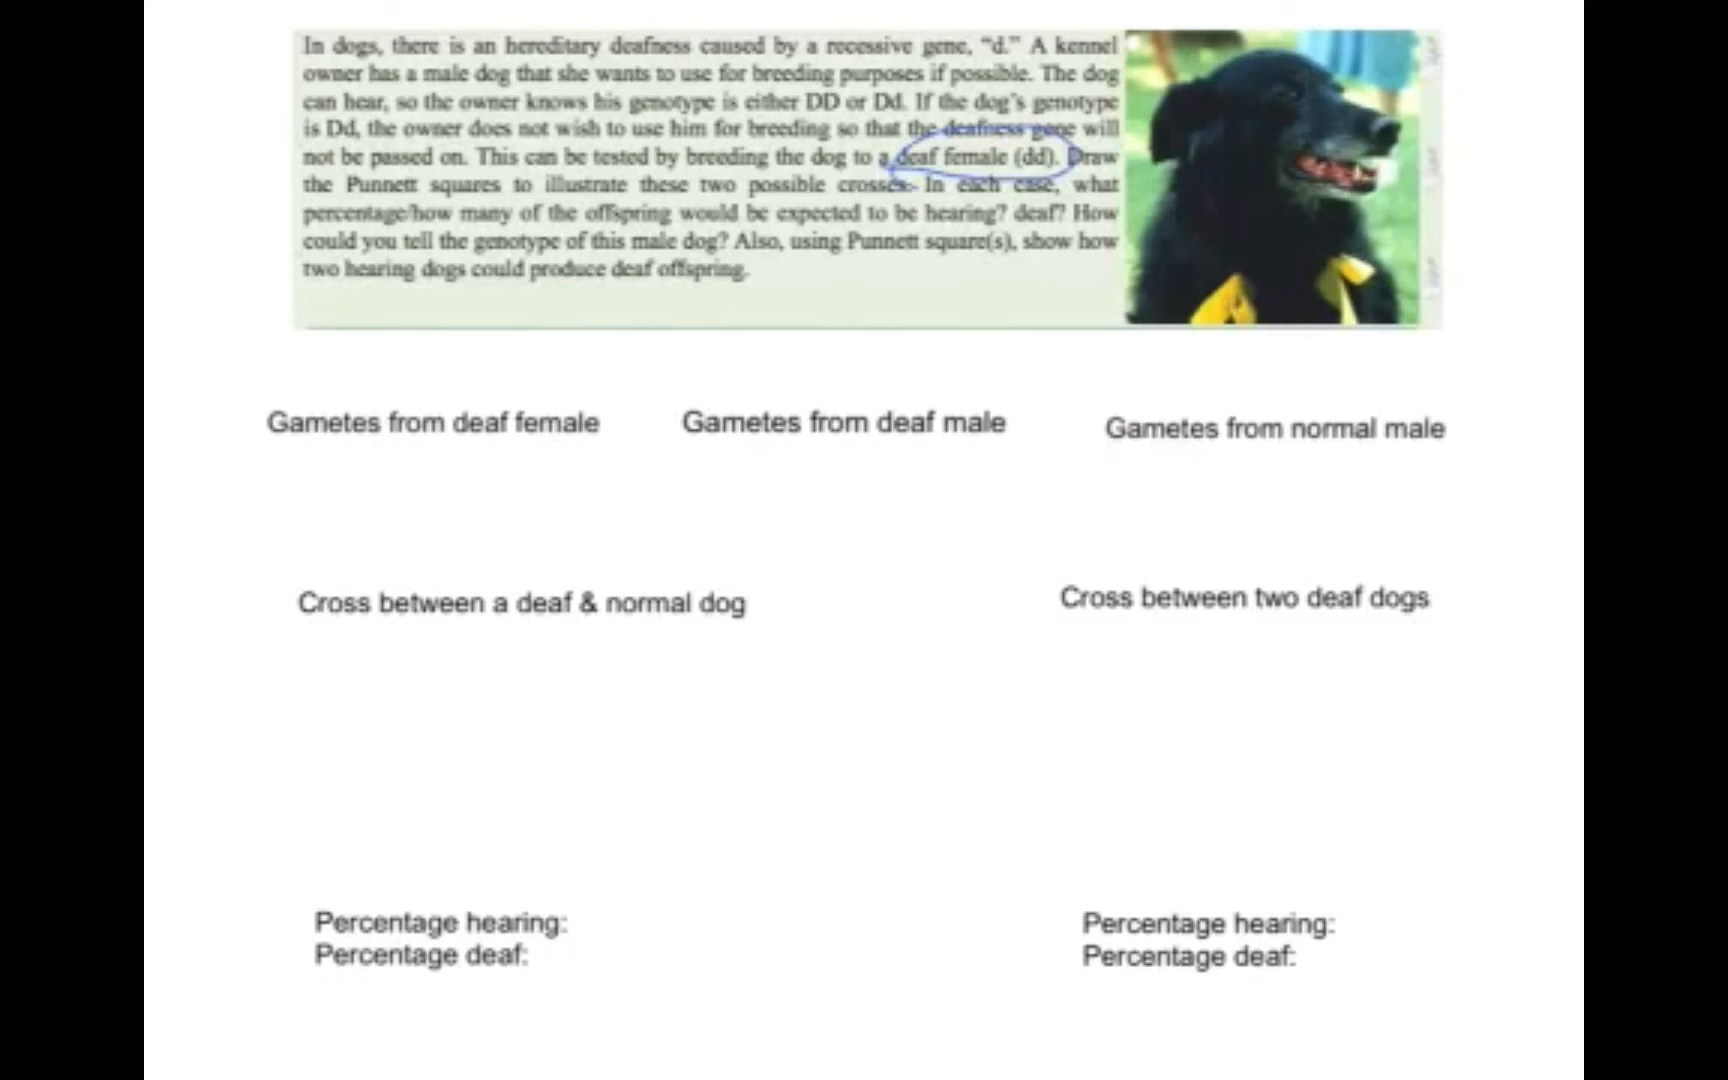 In dogs, there is an hereditary deafness caused by a recessive gene, “d.” A kennel
owner has a male dog that she wants to use for breeding purposes if possible. The dog
can hear, so the owner knows his genotype is either DD or Dd. If the dog’s genotype
is Dd, the owner does not wish to use him for breeding so that the deafness gene will
not be passed on. This can be tested by breeding the dog to a deaf female (dd). Draw
the Punnett squares to illustrate these two possible crosses. In each case, what
percentage/how many of the offspring would be expected to be hearing? deaf? How
could you tell the genotype of this male dog? Also, using Punnett square(s), show how
two hearing dogs could produce deaf offspring.
Gametes from deaf female
Gametes from deaf male
Gametes from normal male
Cross between a deaf & normal dog
Cross between two deaf dogs
Percentage hearing:
Percentage deaf:
Percentage hearing:
Percentage deaf: